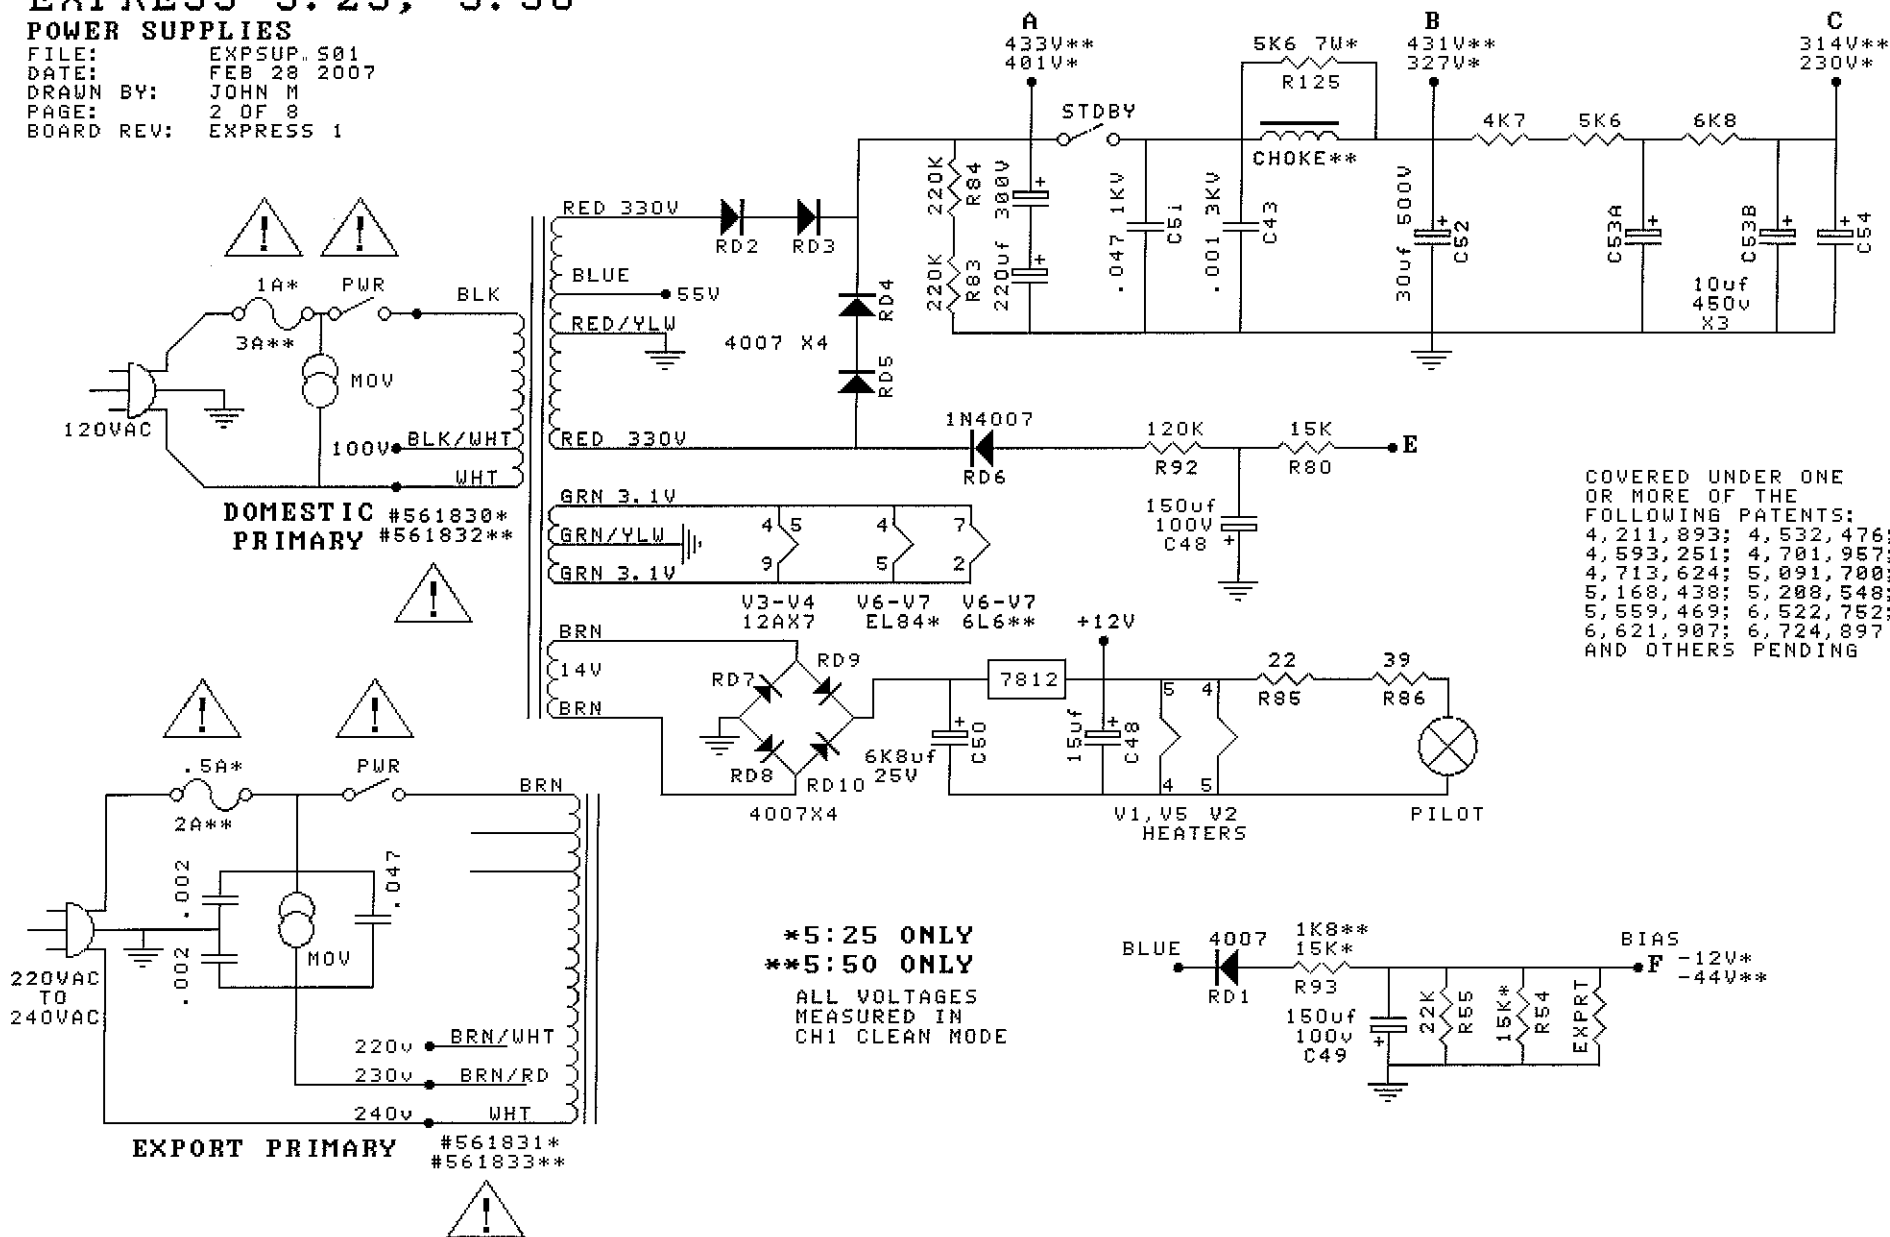 EXPRESS 5:25, 5:50
POWER SUPPLIES
FILE: EXPSUP.S01
DATE: FEB 28 2007
DRAWN BY: JOHN M
PAGE: 2 OF 8
BOARD REV: EXPRESS 1
A
433V**
401V*
STDBY
5K6 7W*
R125
CHOKE**
B
431V**
327V*
4K7
5K6
6K8
C
314V**
230V*
220K
R84
220K
R83
220uf 300V
.047 1KV
C51
.001 3KV
C43
30uf 500V
C52
C53A
C53B
C54
10uf
450v
X3
1A*
3A**
PWR
BLK
MOV
120VAC
100V
BLK/WHT
WHT
DOMESTIC
PRIMARY
#561830*
#561832**
RED 330V
BLUE
55V
RED/YLW
RED 330V
RD2
RD3
RD4
RD5
4007 X4
1N4007
RD6
120K
R92
15K
R80
E
150uf
100V
C48
+
GRN 3.1V
GRN/YLW
GRN 3.1V
4 5
9
4
5
7
2
V3-V4
12AX7
V6-V7
EL84*
V6-V7
6L6**
BRN
14V
BRN
RD7
RD9
RD8
RD10
4007X4
6K8uf
25V
C50
7812
+12V
15uf
C48
5
4
4
5
V1,V5 V2
HEATERS
22
R85
39
R86
PILOT
COVERED UNDER ONE
OR MORE OF THE
FOLLOWING PATENTS:
4,211,893; 4,532,476;
4,593,251; 4,701,957;
4,713,624; 5,091,700;
5,168,438; 5,208,548;
5,559,469; 6,522,752;
6,621,907; 6,724,897
AND OTHERS PENDING
.5A*
2A**
PWR
BRN
.002
.002
.047
MOV
220VAC
TO
240VAC
220v
BRN/WHT
230v
BRN/RD
240v
WHT
EXPORT PRIMARY
#561831*
#561833**
*5:25 ONLY
**5:50 ONLY
ALL VOLTAGES
MEASURED IN
CH1 CLEAN MODE
BLUE
4007
RD1
1K8**
15K*
R93
150uf
100v
C49
+
22K
R55
15K*
R54
EXPRT
BIAS
F
-12V*
-44V**